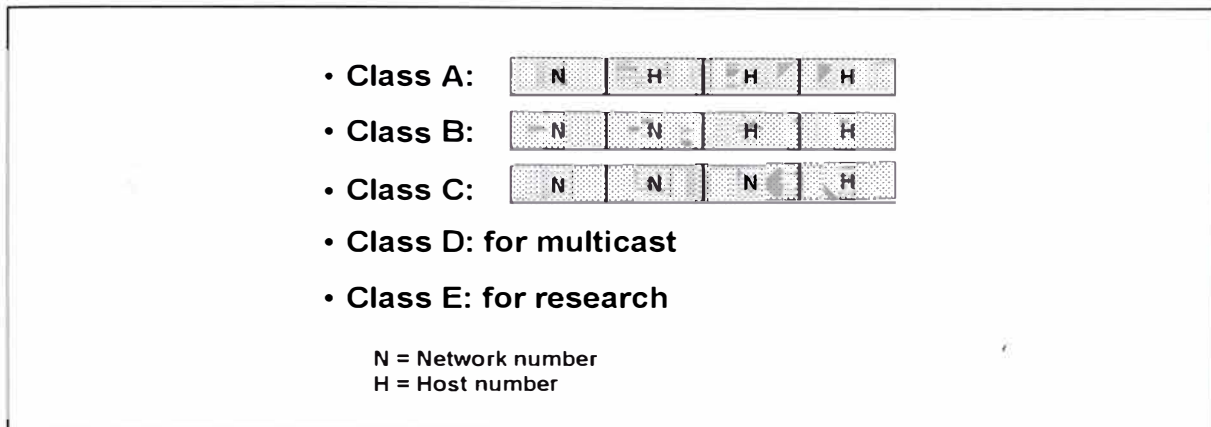 • Class A: N H H H
• Class B: N N H H
• Class C: N N N H
• Class D: for multicast
• Class E: for research
N = Network number
H = Host number